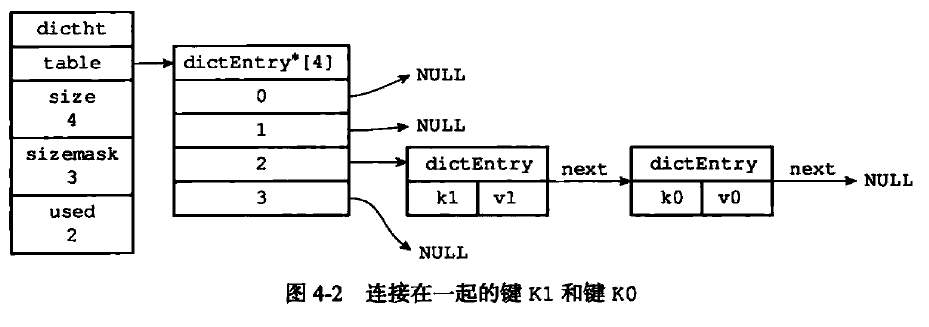 dictht
table
size
4
sizemask
3
used
2
dictEntry*[4]
0
1
2
3
NULL
NULL
dictEntry
k1 v1
next
dictEntry
k0 v0
next
NULL
NULL
图 4-2 连接在一起的键 K1 和键 K0